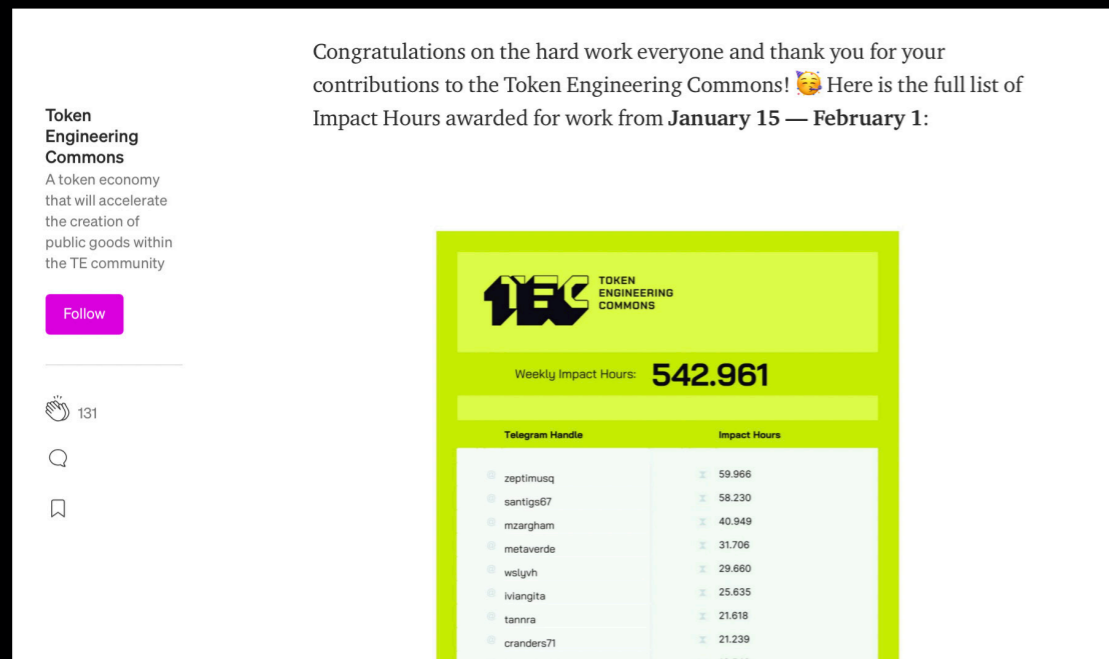 Congratulations on the hard work everyone and thank you for your
contributions to the Token Engineering Commons! 🥳 Here is the full list of
Impact Hours awarded for work from January 15 — February 1:
Token
Engineering
Commons
A token economy
that will accelerate
the creation of
public goods within
the TE community
Follow
131
TEC
TOKEN
ENGINEERING
COMMONS
Weekly Impact Hours: 542.961
Telegram Handle Impact Hours
zeptimusq 59.966
santigs67 58.230
mzargham 40.949
metaverde 31.706
wslyvh 29.660
iviangita 25.635
tannra 21.618
cranders71 21.239